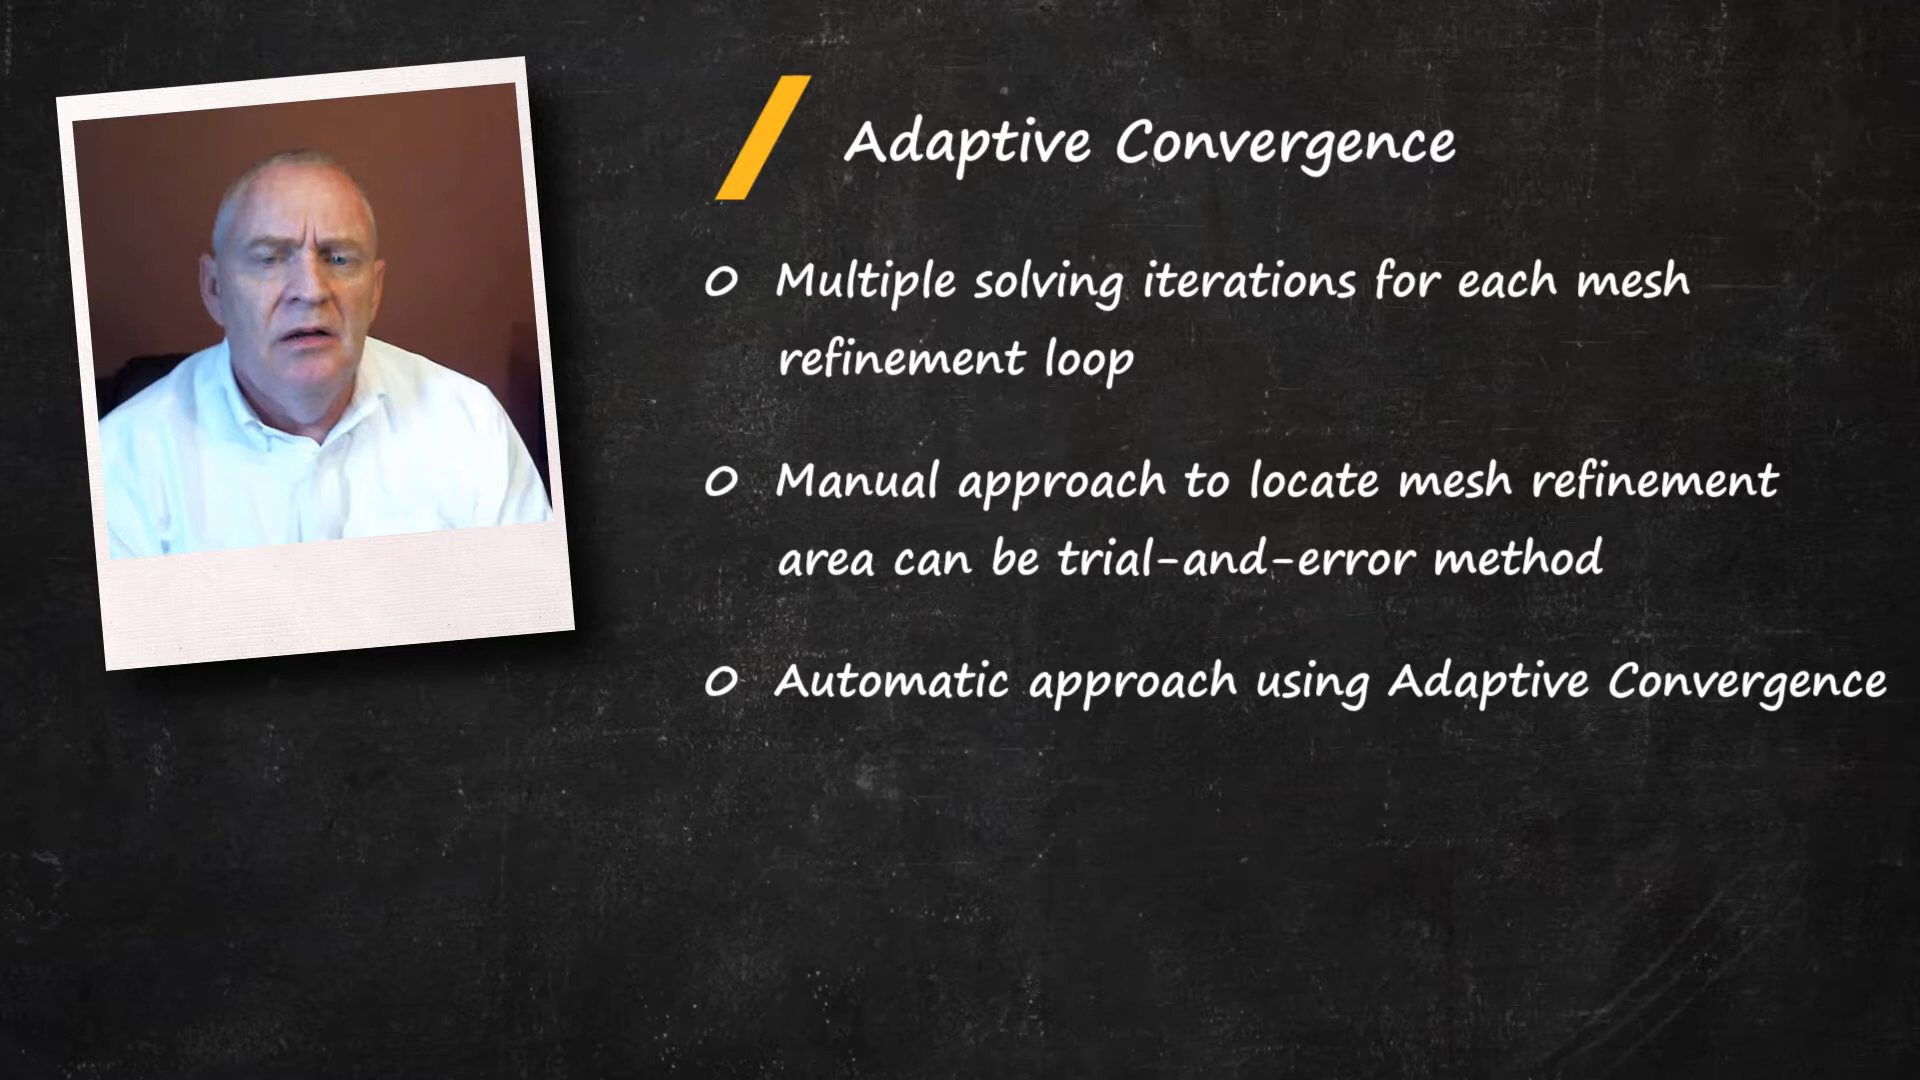 Adaptive Convergence
O Multiple solving iterations for each mesh
refinement loop
O Manual approach to locate mesh refinement
area can be trial-and-error method
O Automatic approach using Adaptive Convergence